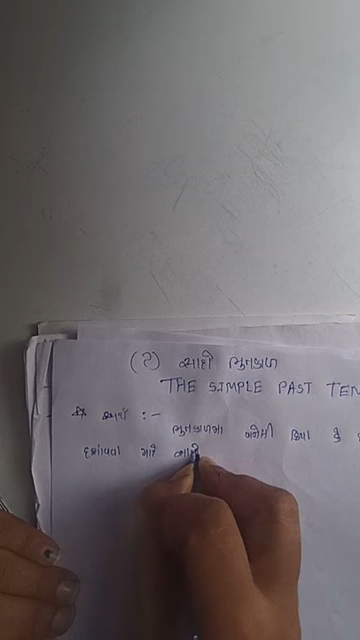 (૨) સાદો ભુતકાળ
THE SIMPLE PAST TEN
* અર્થ :-
ભુતકાળમાં બનેલી ક્રિયા કે
દર્શાવવા માટે સાદો